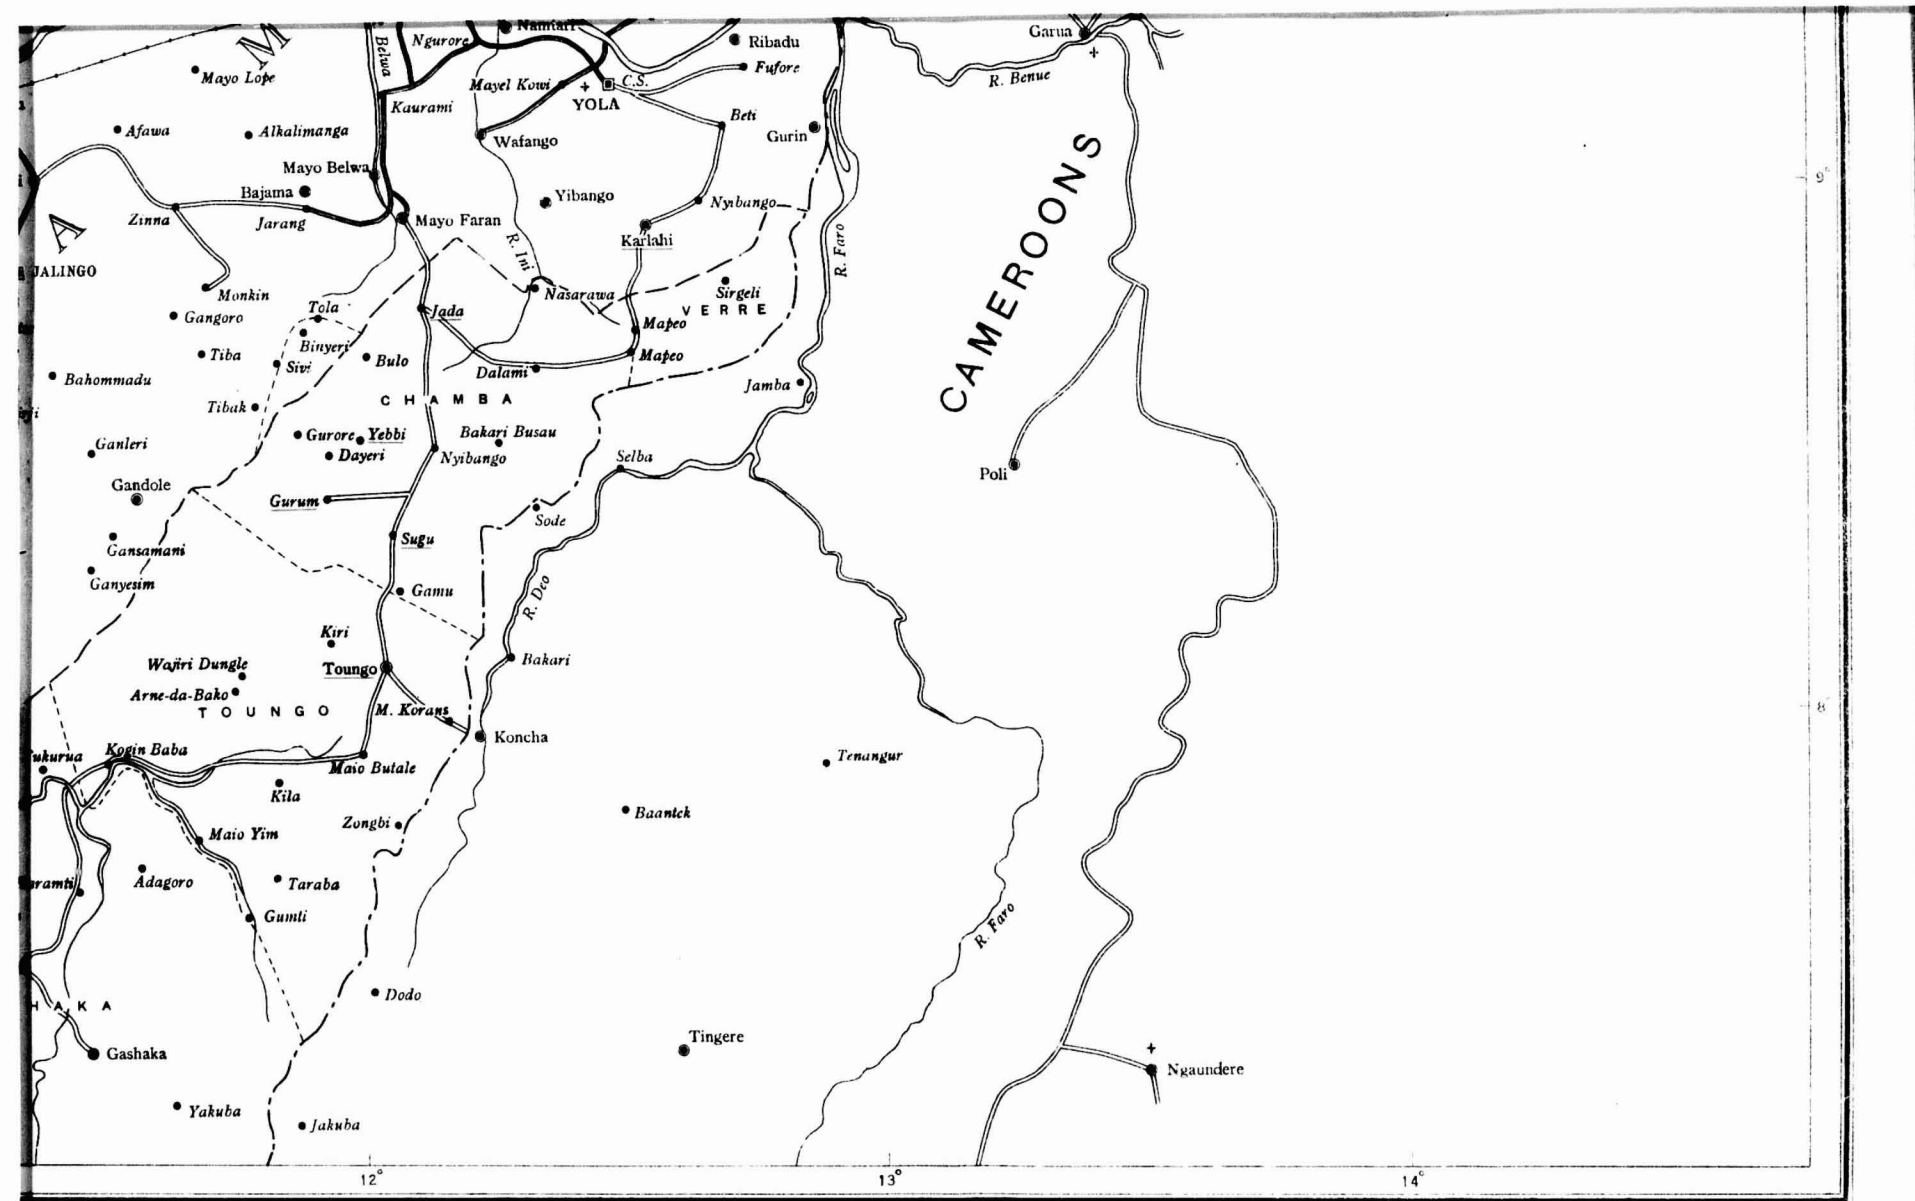 M
Belwa
Ngurore
Namtari
Ribadu
Garua
Mayo Lope
Mayel Kowi
C.S.
Fufore
R. Benue
YOLA
Kaurami
Afawa
Alkalimanga
Wafango
Beti
Gurin
CAMEROONS
Mayo Belwa
9°
Bajama
Yibango
Nyibango
Zinna
Jarang
Mayo Faran
Karlahi
A
R. Ini
R. Faro
JALINGO
Monkin
Nasarawa
Sirgeli
Tola
Jada
VERRE
Gangoro
Binyeri
Mapeo
Tiba
Sivi
Bulo
Mapeo
Bahommadu
Dalami
Jamba
Tibak
CHAMBA
Gurore
Yebbi
Bakari Busau
Ganleri
Dayeri
Nyibango
Selba
Poli
Gandole
Gurum
Sode
Gansamani
Sugu
Ganyesim
Gamu
R. Deo
Kiri
Wajiri Dungle
Toungo
Bakari
Arne-da-Bako
TOUNGO
M. Korans
8°
Koncha
Kogin Baba
Maio Butale
Tenangur
Kila
Baantek
Zongbi
Maio Yim
Adagoro
Taraba
Gumti
R. Faro
Dodo
HAKA
Tingere
Gashaka
Ngaundere
Yakuba
Jakuba
12°
13°
14°